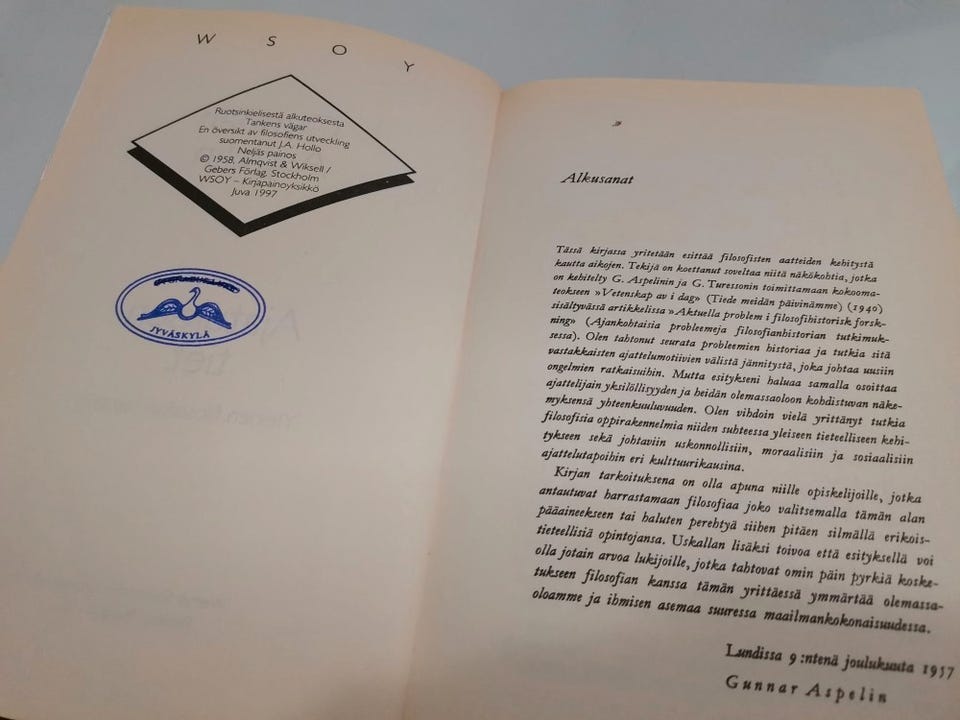 W S O Y
Ruotsinkielisestä alkuteoksesta
Tankens vägar
En översikt av filosofiens utveckling
suomentanut J.A. Hollo
Neljäs painos
© 1958, Almqvist & Wiksell /
Gebers Förlag, Stockholm
WSOY – Kirjapainoyksikkö
Juva 1997
JYVÄSKYLÄ
Alkusanat
Tässä kirjassa yritetään esittää filosofisten aatteiden kehitystä
kautta aikojen. Tekijä on koettanut soveltaa niitä näkökohtia, jotka
on kehitelty G. Aspelinin ja G. Turessonin toimittamaan kokooma-
teokseen »Vetenskap av i dag» (Tiede meidän päivinämme) (1940)
sisältyvässä artikkelissa »Aktuella problem i filosofihistorisk forsk-
ning» (Ajankohtaisia probleemeja filosofianhistorian tutkimuk-
sessa). Olen tahtonut seurata probleemien historiaa ja tutkia sitä
vastakkaisten ajattelumotiivien välistä jännitystä, joka johtaa uusiin
ongelmien ratkaisuihin. Mutta esitykseni haluaa samalla osoittaa
ajattelijain yksilöllisyyden ja heidän olemassaoloon kohdistuvan näke-
myksensä yhteenkuuluvuuden. Olen vihdoin vielä yrittänyt tutkia
filosofisia oppirakennelmia niiden suhteessa yleiseen tieteelliseen kehi-
tykseen sekä johtaviin uskonnollisiin, moraalisiin ja sosiaalisiin
ajattelutapoihin eri kulttuurikausina.
Kirjan tarkoituksena on olla apuna niille opiskelijoille, jotka
antautuvat harrastamaan filosofiaa joko valitsemalla tämän alan
pääaineekseen tai haluten perehtyä siihen pitäen silmällä erikois-
tieteellisiä opintojansa. Uskallan lisäksi toivoa että esityksellä voi
olla jotain arvoa lukijoille, jotka tahtovat omin päin pyrkiä koske-
tukseen filosofian kanssa tämän yrittäessä ymmärtää olemassa-
oloamme ja ihmisen asemaa suuressa maailmankokonaisuudessa.
Lundissa 9 :ntenä joulukuuta 1957
Gunnar Aspelin